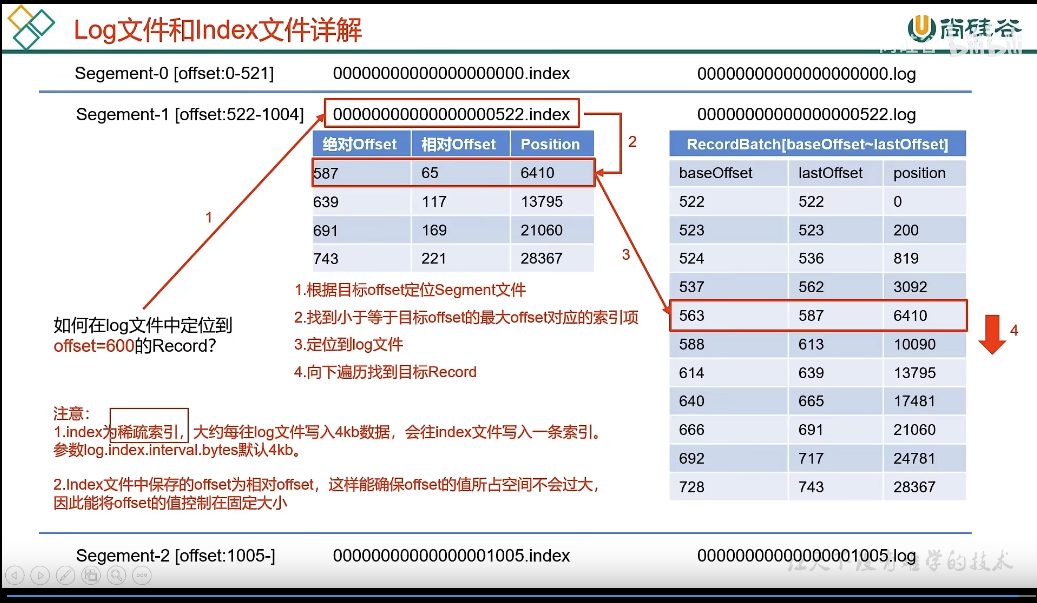 Log文件和Index文件详解
尚硅谷
Segement-0 [offset:0-521] 00000000000000000000.index 00000000000000000000.log
Segement-1 [offset:522-1004] 00000000000000000522.index 00000000000000000522.log
绝对Offset 相对Offset Position
587 65 6410
639 117 13795
691 169 21060
743 221 28367
RecordBatch[baseOffset~lastOffset]
baseOffset lastOffset position
522 522 0
523 523 200
524 536 819
537 562 3092
563 587 6410
588 613 10090
614 639 13795
640 665 17481
666 691 21060
692 717 24781
728 743 28367
1
2
3
4
如何在log文件中定位到
offset=600的Record?
1.根据目标offset定位Segment文件
2.找到小于等于目标offset的最大offset对应的索引项
3.定位到log文件
4.向下遍历找到目标Record
注意:
1.index为稀疏索引,大约每往log文件写入4kb数据,会往index文件写入一条索引。
参数log.index.interval.bytes默认4kb。
2.Index文件中保存的offset为相对offset,这样能确保offset的值所占空间不会过大,
因此能将offset的值控制在固定大小
Segement-2 [offset:1005-] 00000000000000001005.index 00000000000000001005.log